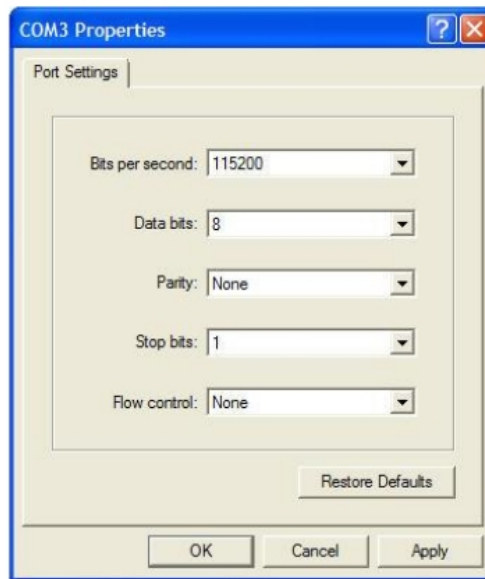 COM3 Properties
Port Settings
Bits per second: 115200
Data bits: 8
Parity: None
Stop bits: 1
Flow control: None
Restore Defaults
OK Cancel Apply